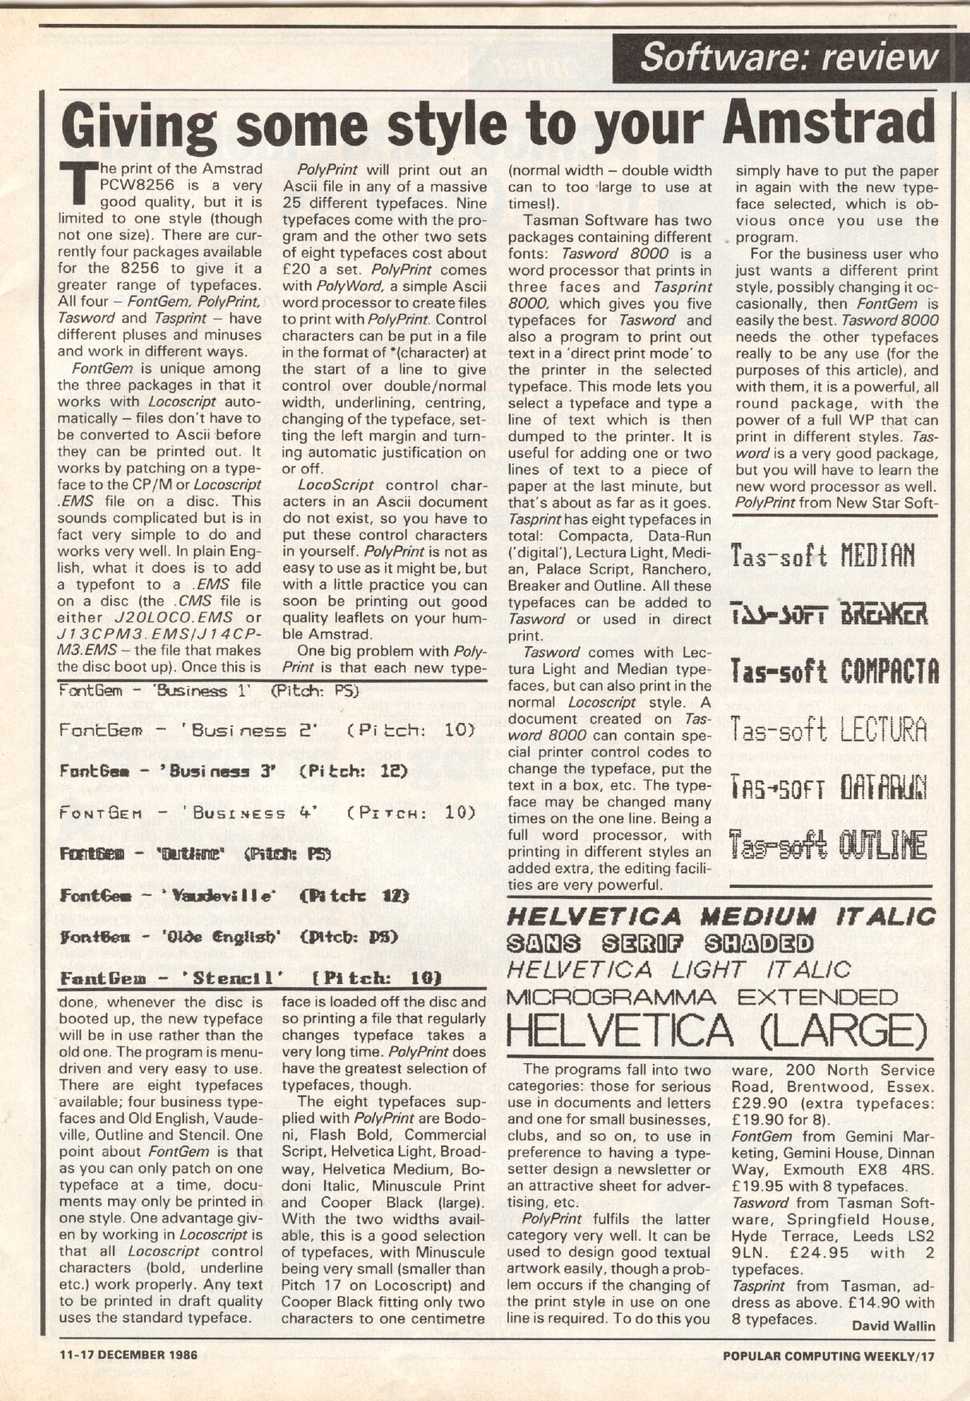 Software: review
Giving some style to your Amstrad
The print of the Amstrad
PCW8256 is a very
good quality, but it is
limited to one style (though
not one size). There are cur-
rently four packages available
for the 8256 to give it a
greater range of typefaces.
All four – FontGem, PolyPrint,
Tasword and Tasprint – have
different pluses and minuses
and work in different ways.
FontGem is unique among
the three packages in that it
works with Locoscript auto-
matically – files don't have to
be converted to Ascii before
they can be printed out. It
works by patching on a type-
face to the CP/M or Locoscript
.EMS file on a disc. This
sounds complicated but is in
fact very simple to do and
works very well. In plain Eng-
lish, what it does is to add
a typefont to a .EMS file
on a disc (the .CMS file is
either J20LOCO.EMS or
J13CPM3.EMS/J14CP-
M3.EMS – the file that makes
the disc boot up). Once this is
FontGem - 'Business 1' (Pitch: PS)
FontGem - 'Business 2' (Pitch: 10)
FontGem - 'Business 3' (Pitch: 12)
FontGem - 'Business 4' (Pitch: 10)
FontGem - 'Outline' (Pitch: PS)
FontGem - 'Vaudeville' (Pitch: 12)
FontGem - 'Olde English' (Pitch: PS)
FontGem - 'Stencil' (Pitch: 10)
done, whenever the disc is
booted up, the new typeface
will be in use rather than the
old one. The program is menu-
driven and very easy to use.
There are eight typefaces
available; four business type-
faces and Old English, Vaude-
ville, Outline and Stencil. One
point about FontGem is that
as you can only patch on one
typeface at a time, docu-
ments may only be printed in
one style. One advantage giv-
en by working in Locoscript is
that all Locoscript control
characters (bold, underline
etc.) work properly. Any text
to be printed in draft quality
uses the standard typeface.
PolyPrint will print out an
Ascii file in any of a massive
25 different typefaces. Nine
typefaces come with the pro-
gram and the other two sets
of eight typefaces cost about
£20 a set. PolyPrint comes
with PolyWord, a simple Ascii
word processor to create files
to print with PolyPrint. Control
characters can be put in a file
in the format of *(character) at
the start of a line to give
control over double/normal
width, underlining, centring,
changing of the typeface, set-
ting the left margin and turn-
ing automatic justification on
or off.
LocoScript control char-
acters in an Ascii document
do not exist, so you have to
put these control characters
in yourself. PolyPrint is not as
easy to use as it might be, but
with a little practice you can
soon be printing out good
quality leaflets on your hum-
ble Amstrad.
One big problem with Poly-
Print is that each new type-
face is loaded off the disc and
so printing a file that regularly
changes typeface takes a
very long time. PolyPrint does
have the greatest selection of
typefaces, though.
The eight typefaces sup-
plied with PolyPrint are Bodo-
ni, Flash Bold, Commercial
Script, Helvetica Light, Broad-
way, Helvetica Medium, Bo-
doni Italic, Minuscule Print
and Cooper Black (large).
With the two widths avail-
able, this is a good selection
of typefaces, with Minuscule
being very small (smaller than
Pitch 17 on Locoscript) and
Cooper Black fitting only two
characters to one centimetre
(normal width – double width
can to too large to use at
times!).
Tasman Software has two
packages containing different
fonts: Tasword 8000 is a
word processor that prints in
three faces and Tasprint
8000, which gives you five
typefaces for Tasword and
also a program to print out
text in a 'direct print mode' to
the printer in the selected
typeface. This mode lets you
select a typeface and type a
line of text which is then
dumped to the printer. It is
useful for adding one or two
lines of text to a piece of
paper at the last minute, but
that's about as far as it goes.
Tasprint has eight typefaces in
total: Compacta, Data-Run
('digital'), Lectura Light, Medi-
an, Palace Script, Ranchero,
Breaker and Outline. All these
typefaces can be added to
Tasword or used in direct
print.
Tasword comes with Lec-
tura Light and Median type-
faces, but can also print in the
normal Locoscript style. A
document created on Tas-
word 8000 can contain spe-
cial printer control codes to
change the typeface, put the
text in a box, etc. The type-
face may be changed many
times on the one line. Being a
full word processor, with
printing in different styles an
added extra, the editing facili-
ties are very powerful.
HELVETICA MEDIUM ITALIC
SANS SERIF SHADED
HELVETICA LIGHT ITALIC
MICROGRAMMA EXTENDED
HELVETICA (LARGE)
The programs fall into two
categories: those for serious
use in documents and letters
and one for small businesses,
clubs, and so on, to use in
preference to having a type-
setter design a newsletter or
an attractive sheet for adver-
tising, etc.
PolyPrint fulfils the latter
category very well. It can be
used to design good textual
artwork easily, though a prob-
lem occurs if the changing of
the print style in use on one
line is required. To do this you
simply have to put the paper
in again with the new type-
face selected, which is ob-
vious once you use the
program.
For the business user who
just wants a different print
style, possibly changing it oc-
casionally, then FontGem is
easily the best. Tasword 8000
needs the other typefaces
really to be any use (for the
purposes of this article), and
with them, it is a powerful, all
round package, with the
power of a full WP that can
print in different styles. Tas-
word is a very good package,
but you will have to learn the
new word processor as well.
PolyPrint from New Star Soft-
Tas-soft MEDIAN
TAS-SOFT BREAKER
Tas-soft COMPACTA
Tas-soft LECTURA
TAS-SOFT DATARUN
Tas-soft OUTLINE
ware, 200 North Service
Road, Brentwood, Essex.
£29.90 (extra typefaces:
£19.90 for 8).
FontGem from Gemini Mar-
keting, Gemini House, Dinnan
Way, Exmouth EX8 4RS.
£19.95 with 8 typefaces.
Tasword from Tasman Soft-
ware, Springfield House,
Hyde Terrace, Leeds LS2
9LN. £24.95 with 2
typefaces.
Tasprint from Tasman, ad-
dress as above. £14.90 with
8 typefaces.
David Wallin
11-17 DECEMBER 1986
POPULAR COMPUTING WEEKLY/17